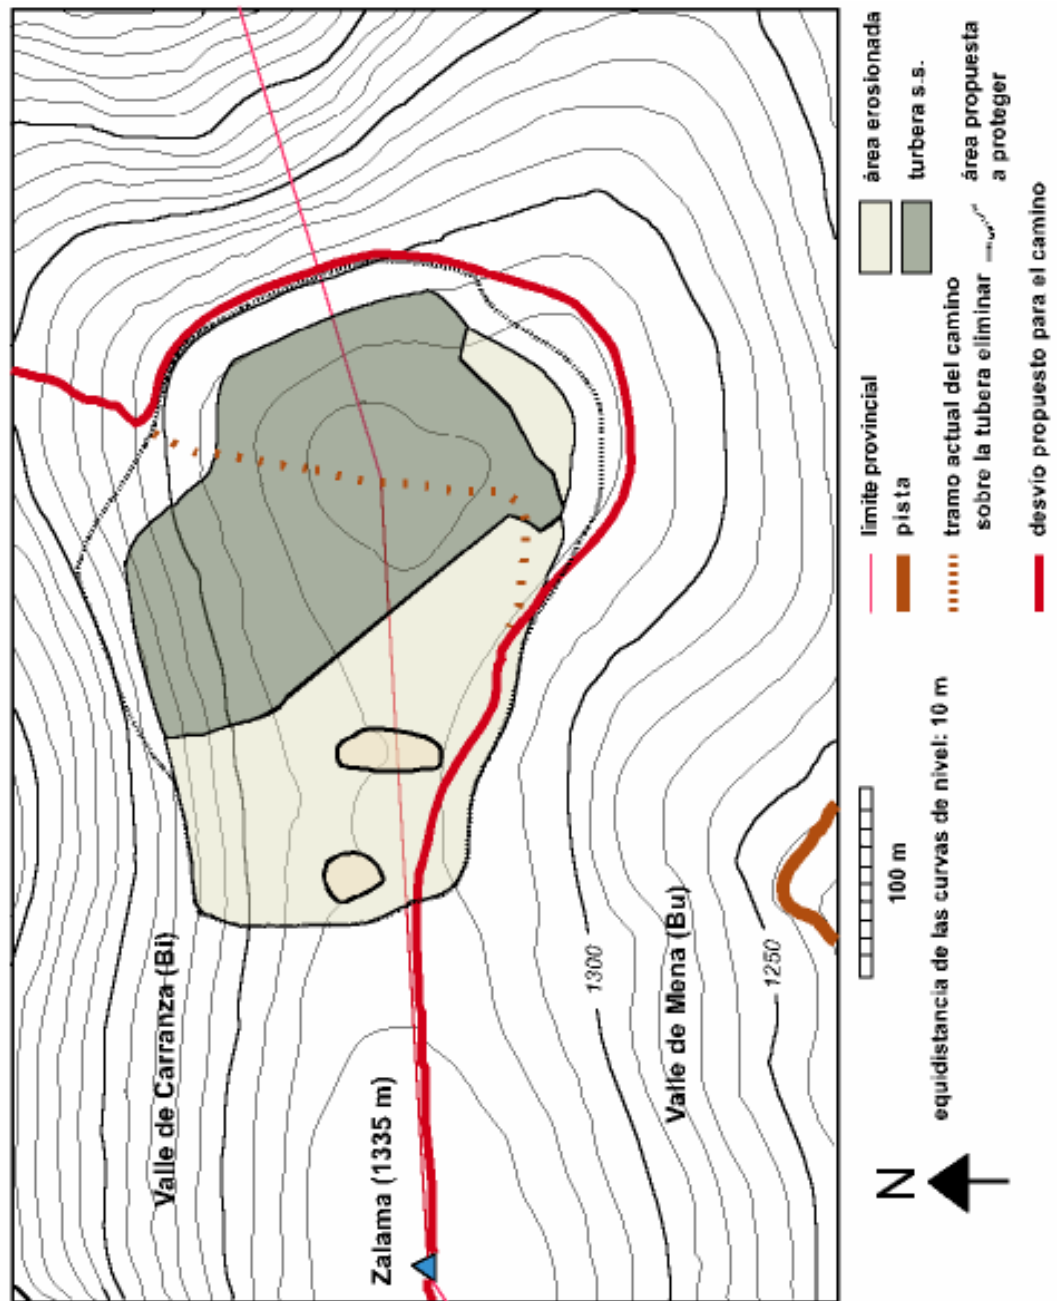 Valle de Carranza (Bi)
Zalama (1335 m)
1300
Valle de Mena (Bu)
1250
N
100 m
equidistancia de las curvas de nivel: 10 m
limite provincial
pista
tramo actual del camino
sobre la tubera eliminar
desvío propuesto para el camino
área erosionada
turbera s.s.
área propuesta
a proteger